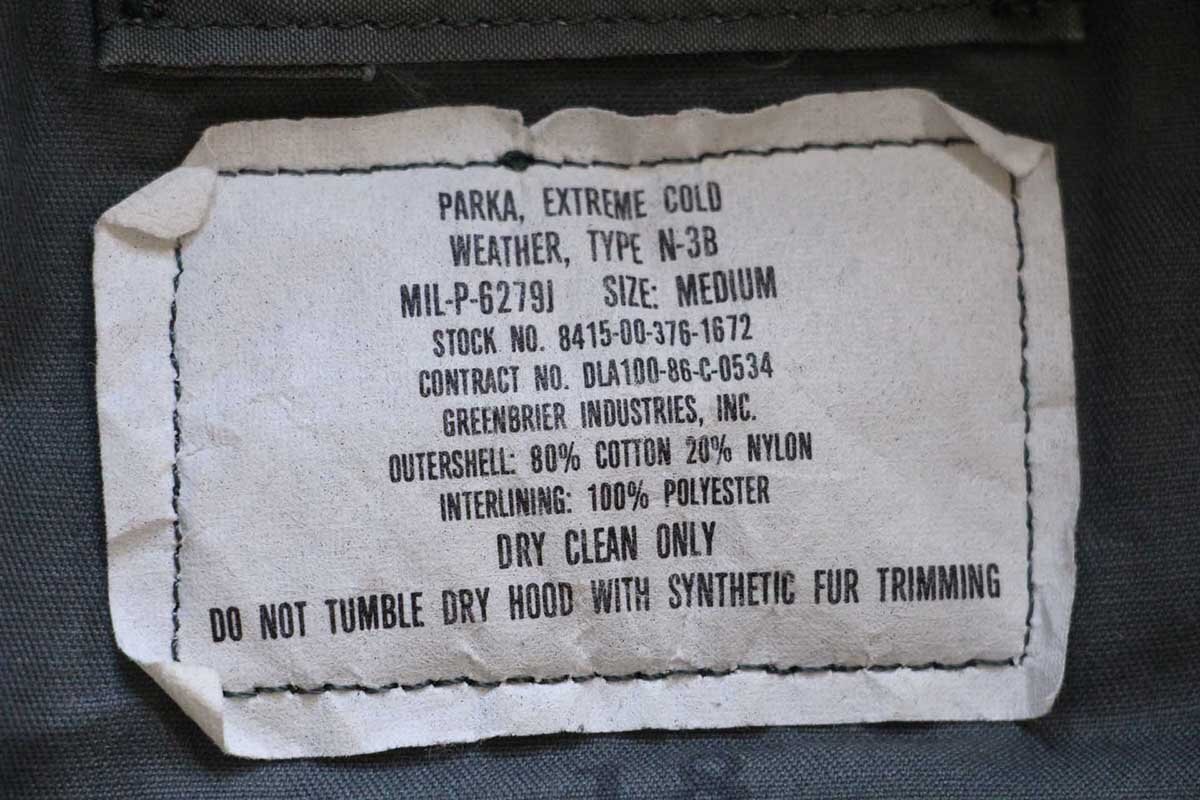 PARKA, EXTREME COLD
WEATHER, TYPE N-3B
MIL-P-6279J SIZE: MEDIUM
STOCK NO. 8415-00-376-1672
CONTRACT NO. DLA100-86-C-0534
GREENBRIER INDUSTRIES, INC.
OUTERSHELL: 80% COTTON 20% NYLON
INTERLINING: 100% POLYESTER
DRY CLEAN ONLY
DO NOT TUMBLE DRY HOOD WITH SYNTHETIC FUR TRIMMING